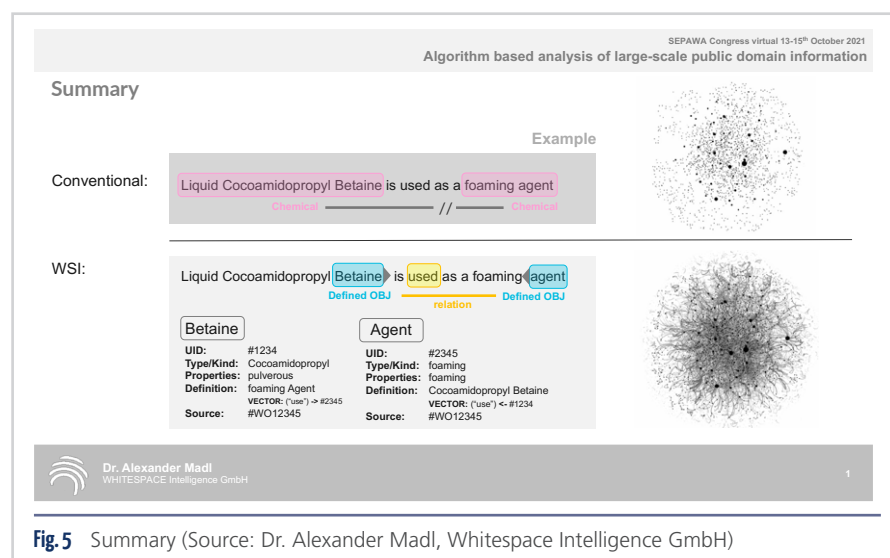 SEPAWA Congress virtual 13-15th October 2021
Algorithm based analysis of large-scale public domain information
Summary
Example
Conventional:
Liquid Cocoamidopropyl Betaine is used as a foaming agent
Chemical // Chemical
WSI:
Liquid Cocoamidopropyl Betaine is used as a foaming agent
Defined OBJ relation Defined OBJ
Betaine
UID: #1234
Type/Kind: Cocoamidopropyl
Properties: pulverous
Definition: foaming Agent
VECTOR: ("use") -> #2345
Source: #WO12345
Agent
UID: #2345
Type/Kind: foaming
Properties: foaming
Definition: Cocoamidopropyl Betaine
VECTOR: ("use") <- #1234
Source: #WO12345
Dr. Alexander Madl
WHITESPACE Intelligence GmbH
1
Fig. 5 Summary (Source: Dr. Alexander Madl, Whitespace Intelligence GmbH)